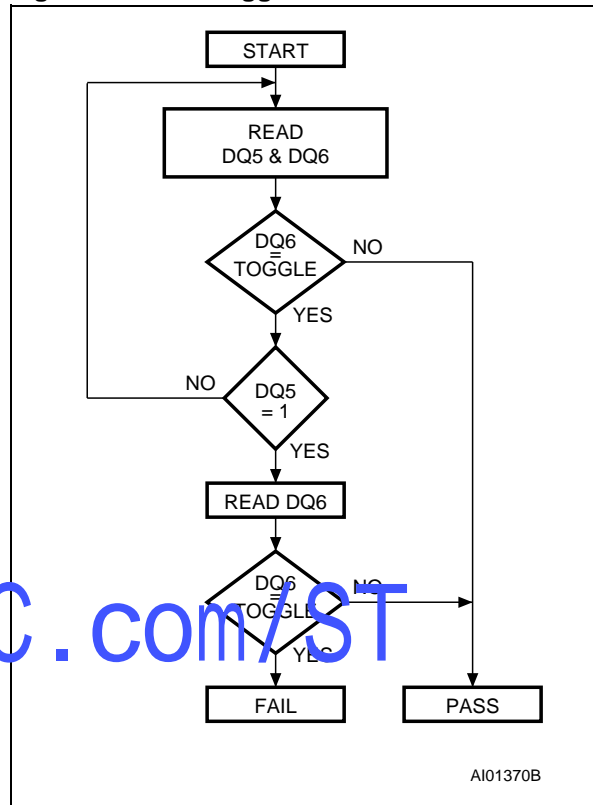 START
READ
DQ5 & DQ6
DQ6
=
TOGGLE
NO
YES
NO
DQ5
= 1
YES
READ DQ6
DQ6
=
TOGGLE
NO
C.com/ST
YES
FAIL
PASS
AI01370B